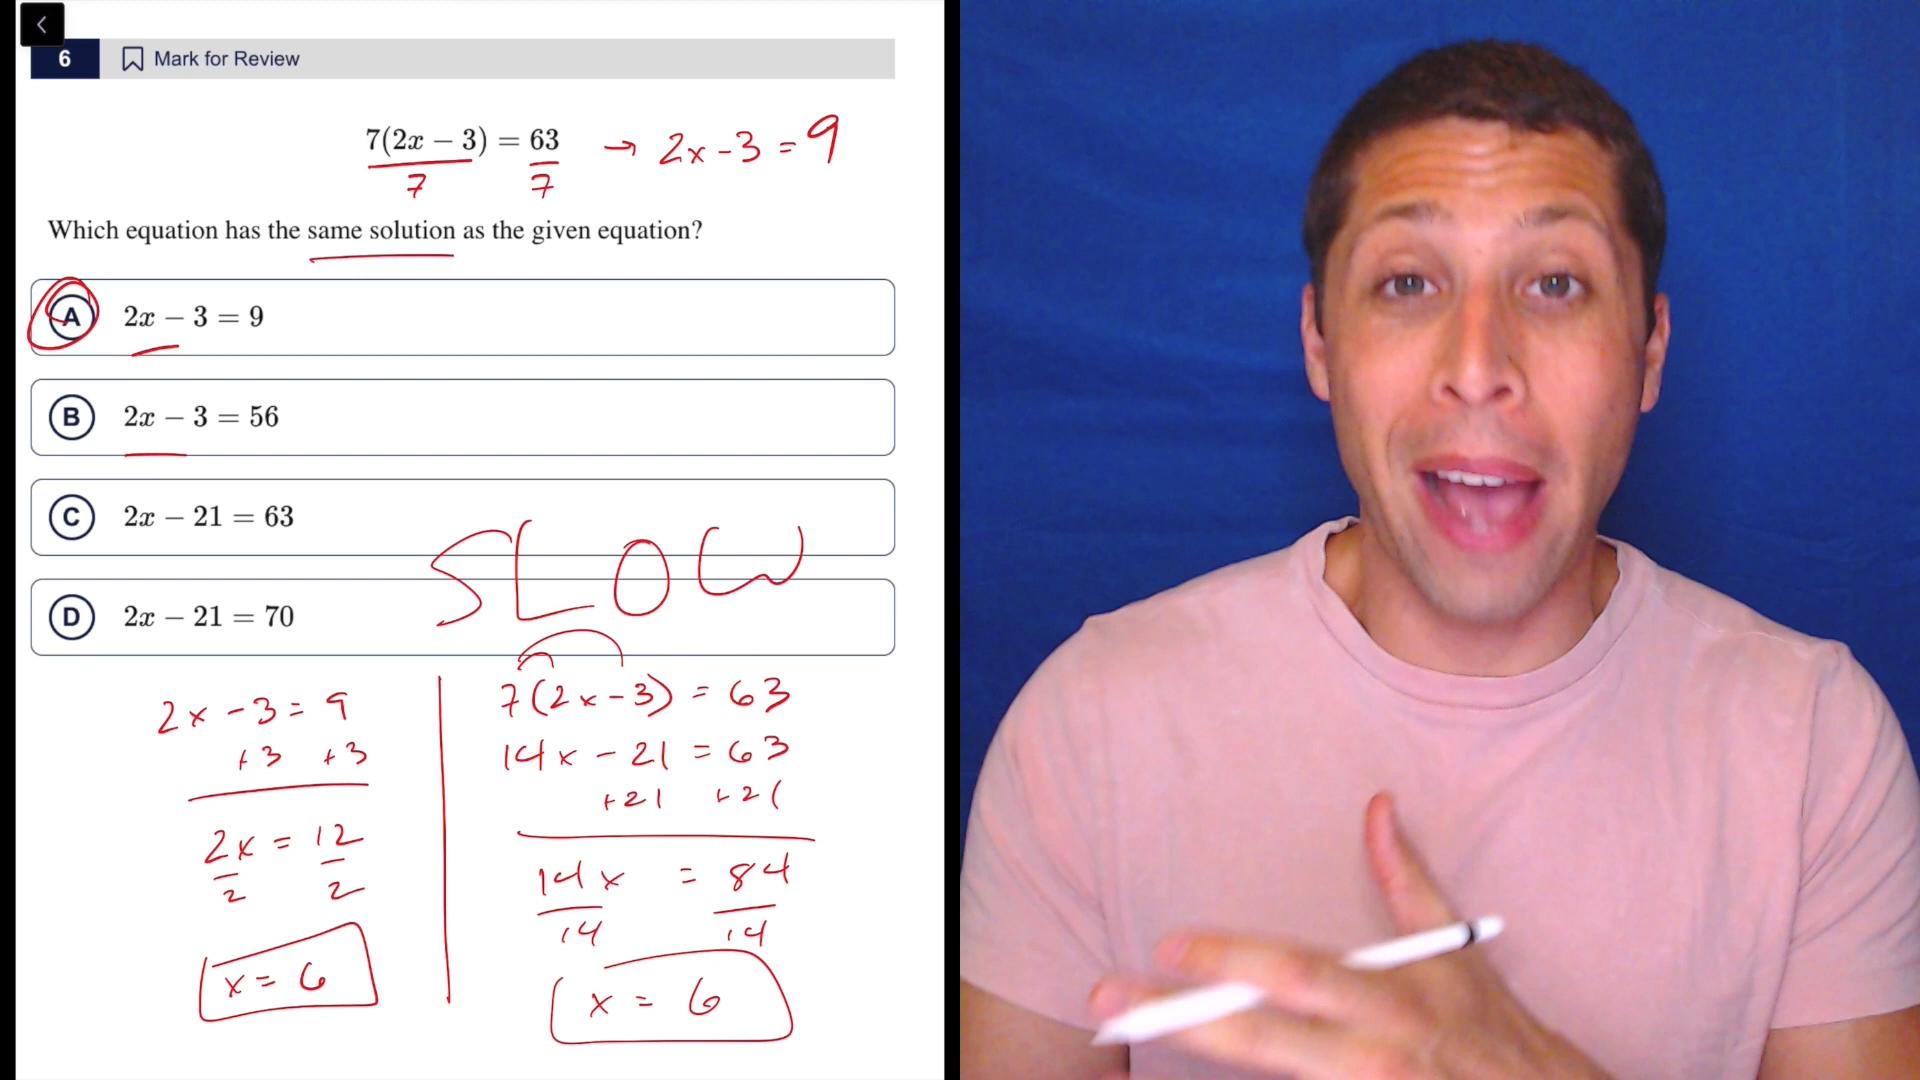 6 Mark for Review
7(2x − 3) = 63 → 2x - 3 = 9
7 7
Which equation has the same solution as the given equation?
A 2x − 3 = 9
B 2x − 3 = 56
C 2x − 21 = 63
D 2x − 21 = 70
SLOW
2x - 3 = 9
+3 +3
2x = 12
2 2
x = 6
7(2x - 3) = 63
14x - 21 = 63
+21 +21
14x = 84
14 14
x = 6